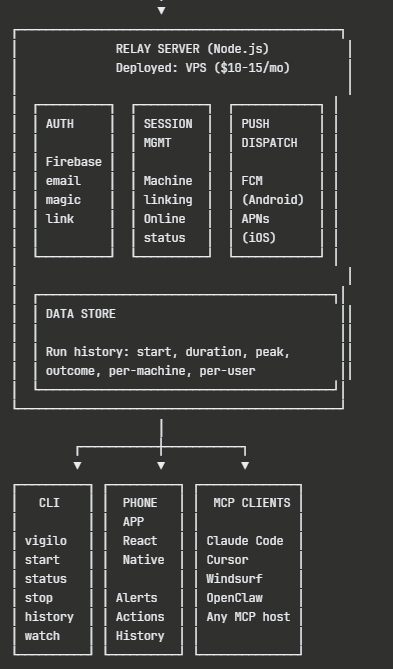 RELAY SERVER (Node.js)
Deployed: VPS ($10-15/mo)
AUTH
Firebase
email
magic
link
SESSION
MGMT
Machine
linking
Online
status
PUSH
DISPATCH
FCM
(Android)
APNs
(iOS)
DATA STORE
Run history: start, duration, peak,
outcome, per-machine, per-user
CLI
vigilo
start
status
stop
history
watch
PHONE
APP
React
Native
Alerts
Actions
History
MCP CLIENTS
Claude Code
Cursor
Windsurf
OpenClaw
Any MCP host